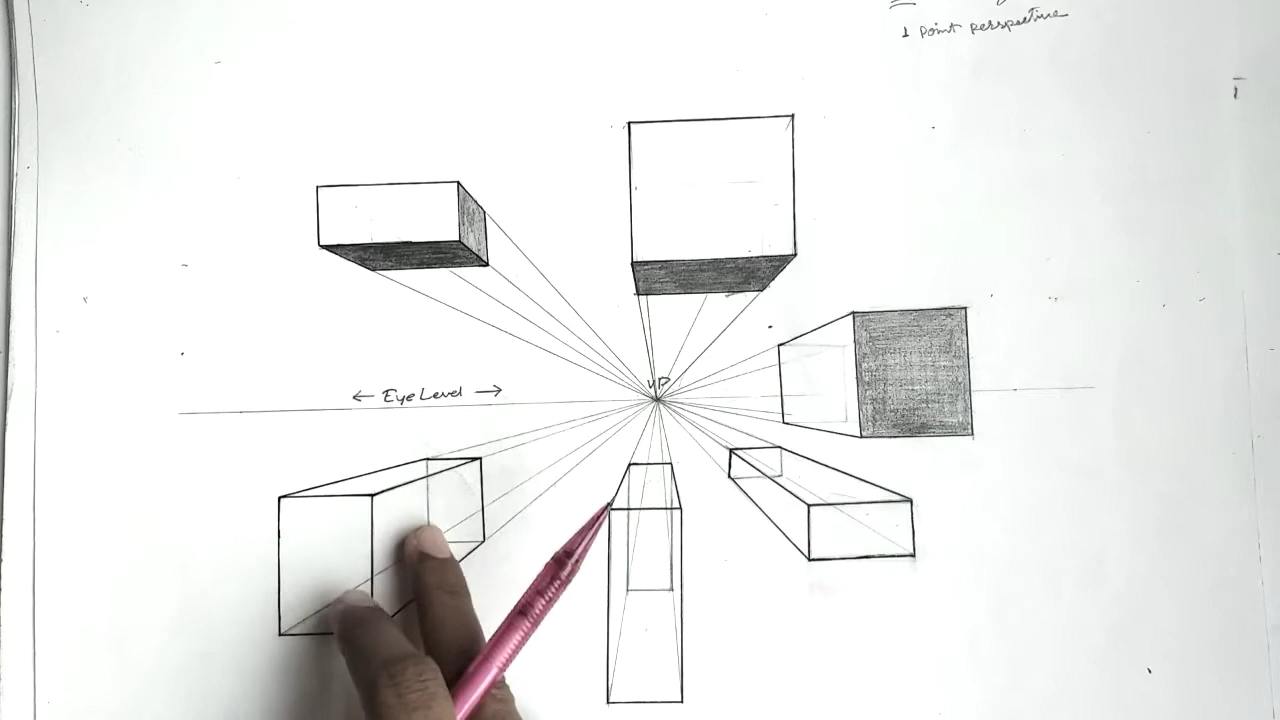 1 Point perspective
VP
← Eye Level →